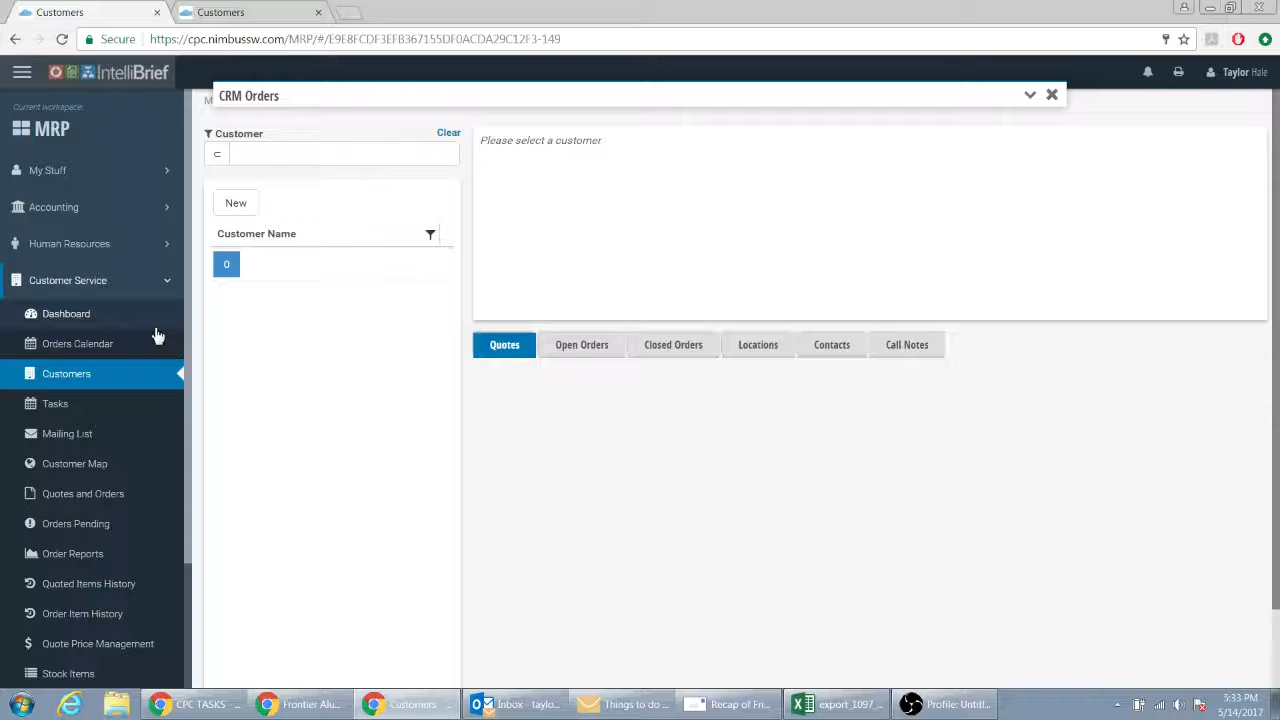 Customers
Customers
Secure
https://cpc.nimbussw.com/MRP/#/E9E8FCDF3EFB367155DF0ACDA29C12F3-149
IntelliBrief
Taylor Hale
Current workspace:
MRP
My Stuff
Accounting
Human Resources
Customer Service
Dashboard
Orders Calendar
Customers
Tasks
Mailing List
Customer Map
Quotes and Orders
Orders Pending
Order Reports
Quoted Items History
Order Item History
Quote Price Management
Stock Items
CRM Orders
Customer
Clear
⊂
New
Customer Name
0
Please select a customer
Quotes
Open Orders
Closed Orders
Locations
Contacts
Call Notes
CPC TASKS - ...
Frontier Alu...
Customers ...
Inbox - taylo...
Things to do ...
Recap of Fri...
export_1097_...
Profile: Untitl...
5:33 PM
5/14/2017